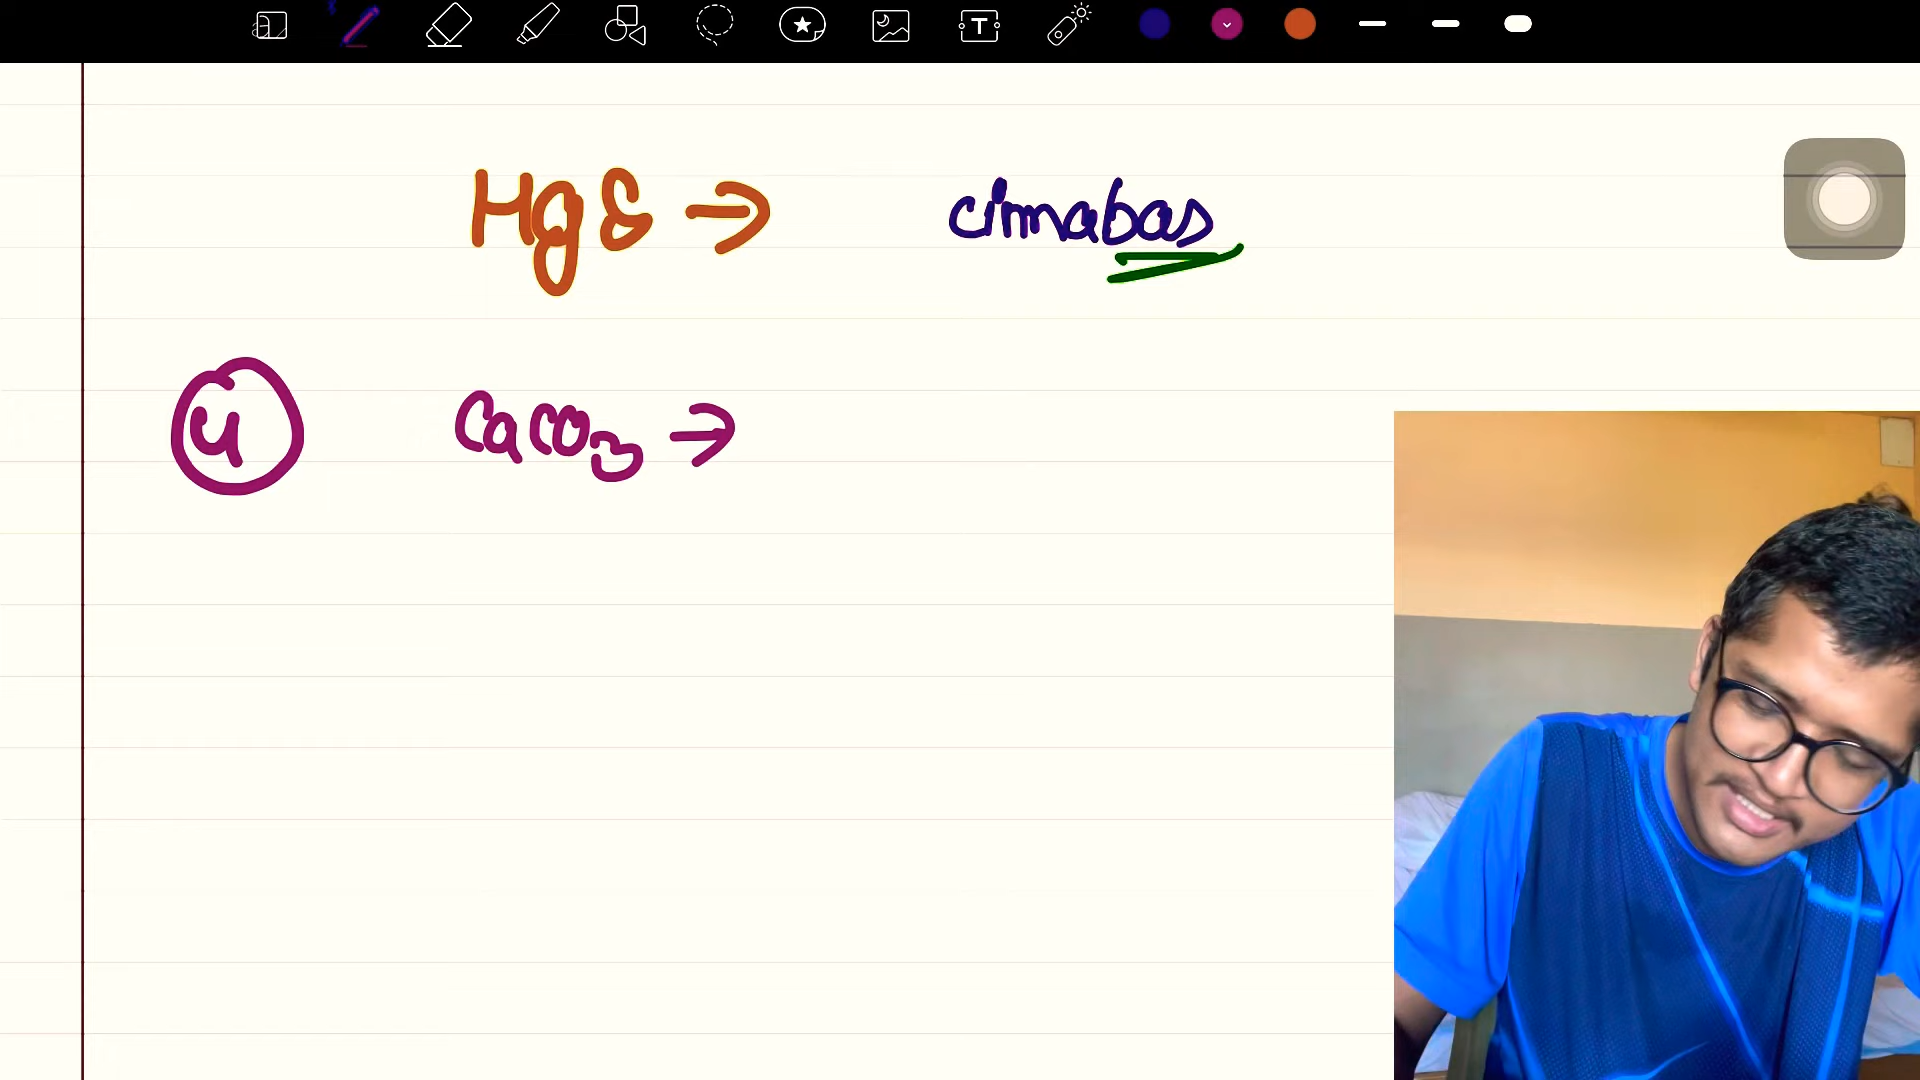 HgS → cinnabar
4 CaCO₃ →